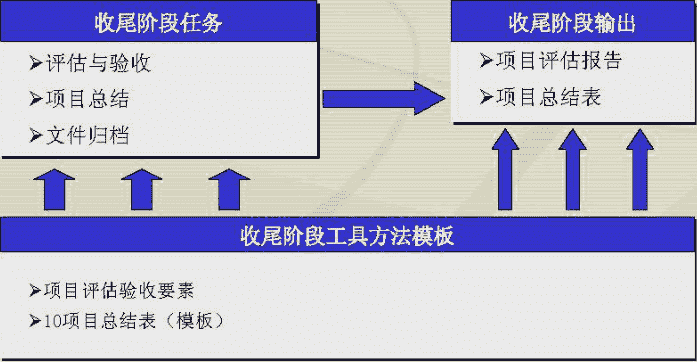 收尾阶段任务
➢评估与验收
➢项目总结
➢文件归档
收尾阶段输出
➢项目评估报告
➢项目总结表
收尾阶段工具方法模板
➢项目评估验收要素
➢10项目总结表（模板）